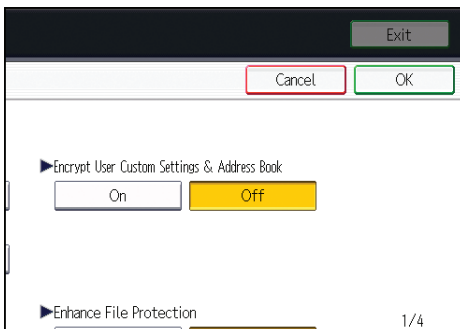 Exit
Cancel
OK
▶Encrypt User Custom Settings & Address Book
On
Off
▶Enhance File Protection
1/4